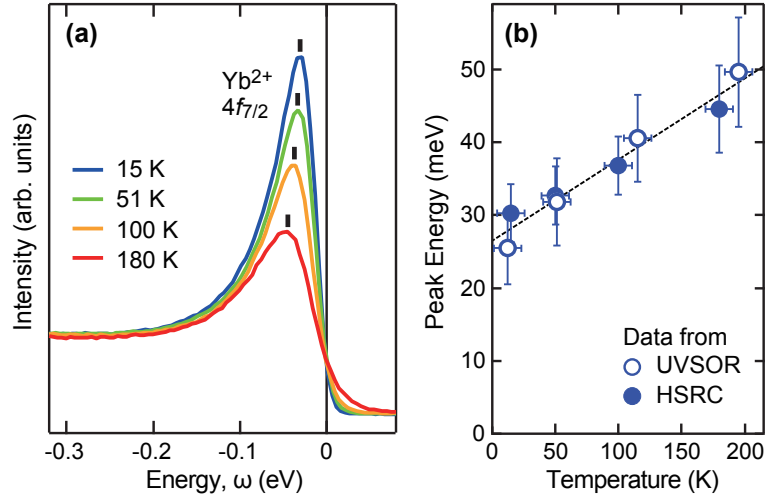 (a)
Yb2+
4f7/2
15 K
51 K
100 K
180 K
Intensity (arb. units)
-0.3
-0.2
-0.1
0
Energy, ω (eV)
(b)
50
40
30
20
10
0
Peak Energy (meV)
Data from
UVSOR
HSRC
0
50
100
150
200
Temperature (K)